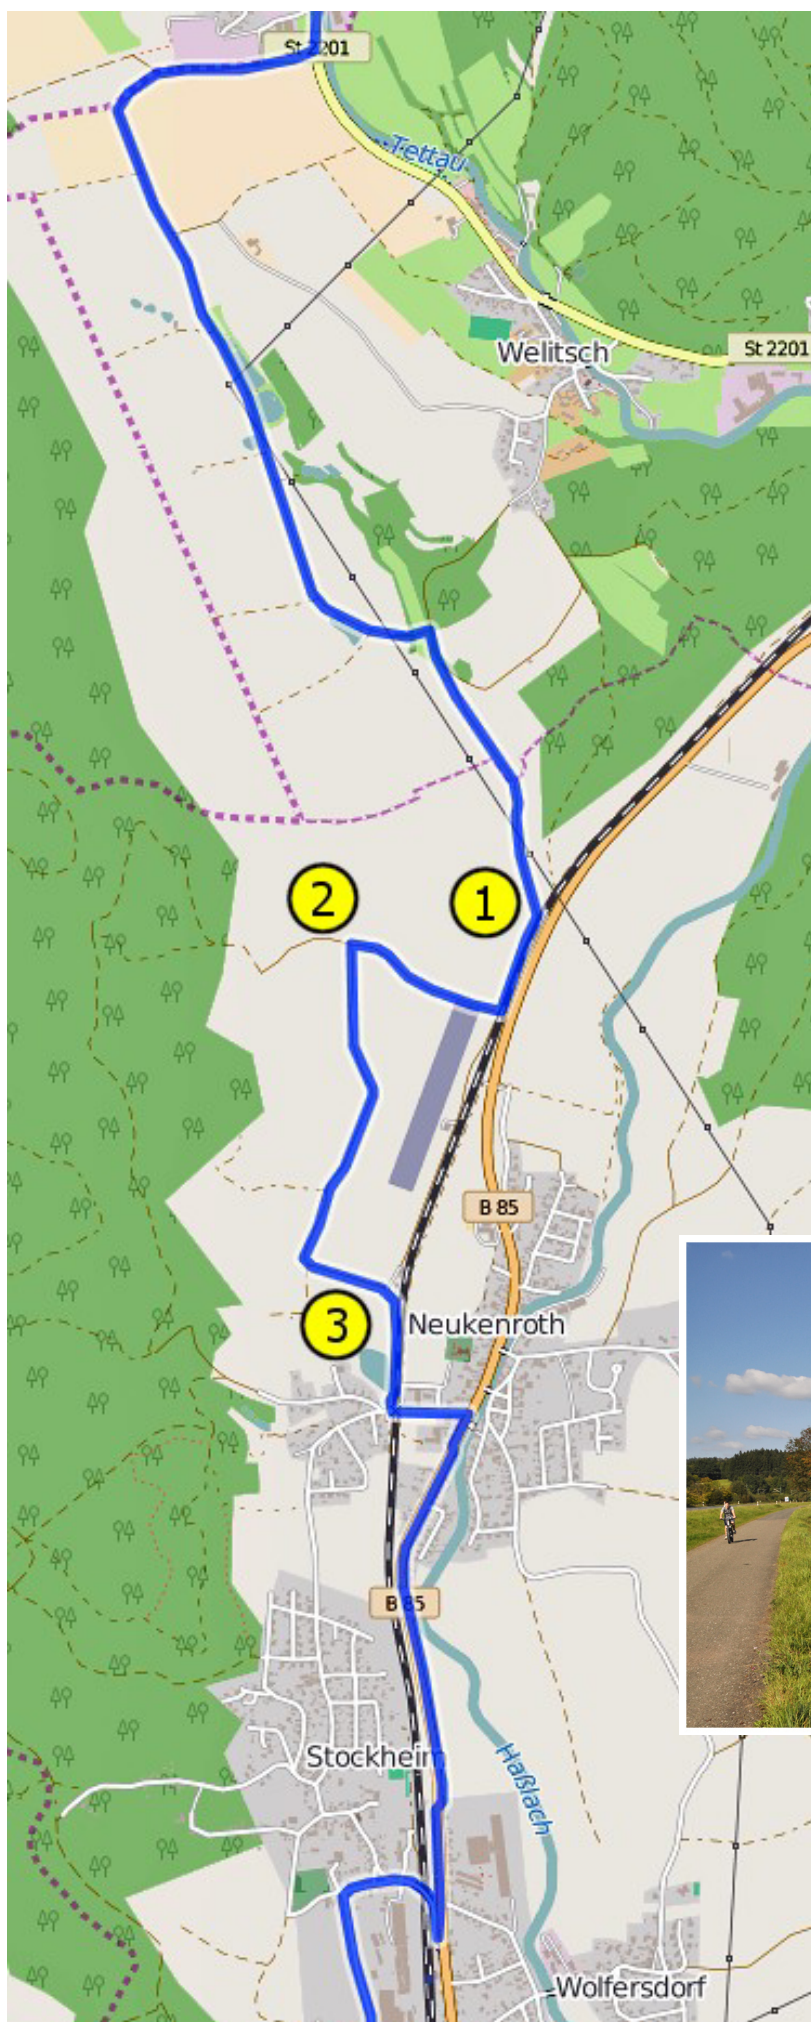 St 2201
Tettau
Welitsch
St 2201
2
1
B 85
3
Neukenroth
B 85
Stockheim
Haßlach
Wolfersdorf